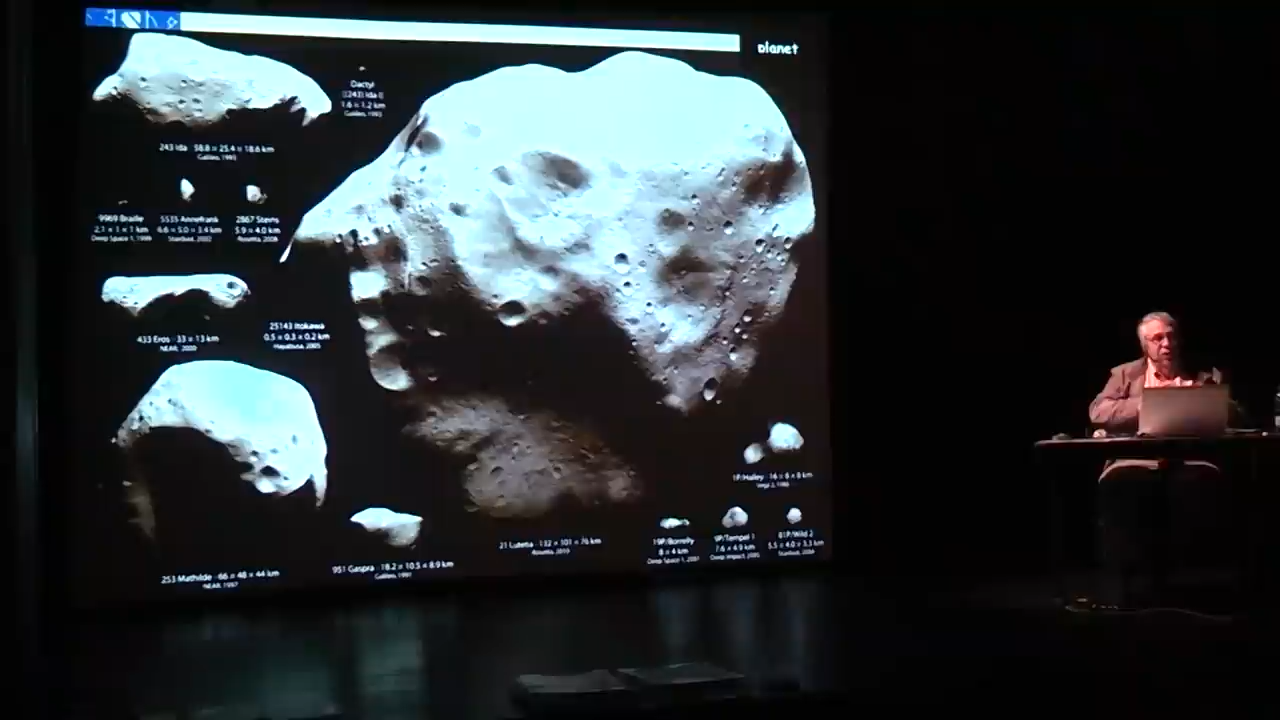 planet
Dactyl
[(243) Ida I]
1.6 × 1.2 km
Galileo, 1993
243 Ida · 58.8 × 25.4 × 18.6 km
Galileo, 1993
9969 Braille
2.1 × 1 × 1 km
Deep Space 1, 1999
5535 Annefrank
6.6 × 5.0 × 3.4 km
Stardust, 2002
2867 Steins
5.9 × 4.0 km
Rosetta, 2008
433 Eros · 33 × 13 km
NEAR, 2000
25143 Itokawa
0.5 × 0.3 × 0.2 km
Hayabusa, 2005
1P/Halley · 16 × 8 × 8 km
Vega 2, 1986
19P/Borrelly
8 × 4 km
Deep Space 1, 2001
9P/Tempel 1
7.6 × 4.9 km
Deep Impact, 2005
81P/Wild 2
5.5 × 4.0 × 3.3 km
Stardust, 2004
21 Lutetia · 132 × 101 × 76 km
Rosetta, 2010
951 Gaspra · 18.2 × 10.5 × 8.9 km
Galileo, 1991
253 Mathilde · 66 × 48 × 44 km
NEAR, 1997